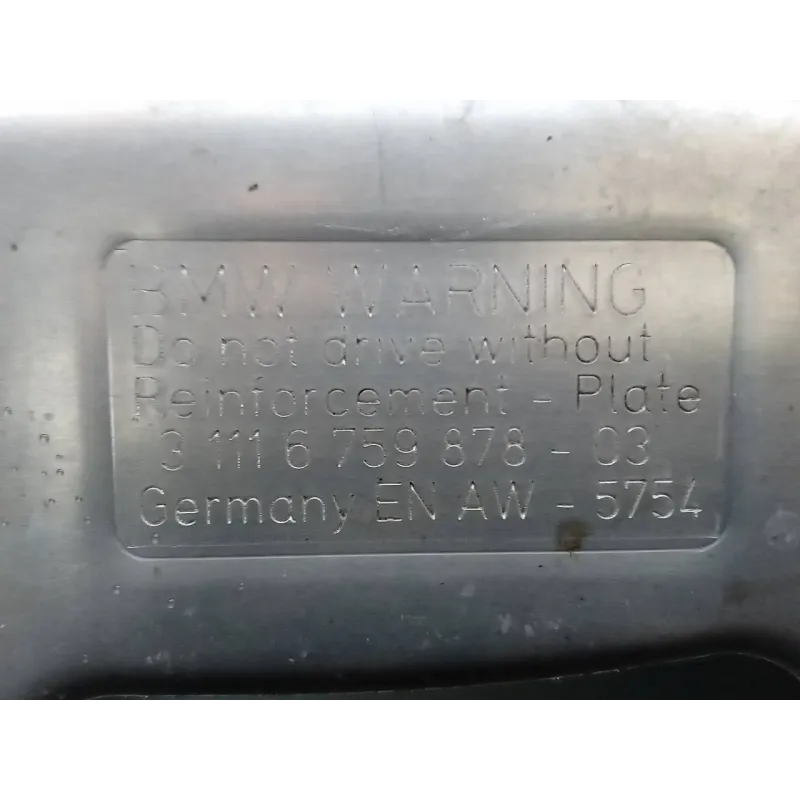 BMW WARNING
Do not drive without
Reinforcement - Plate
3 111 6 759 878 - 03
Germany EN AW - 5754